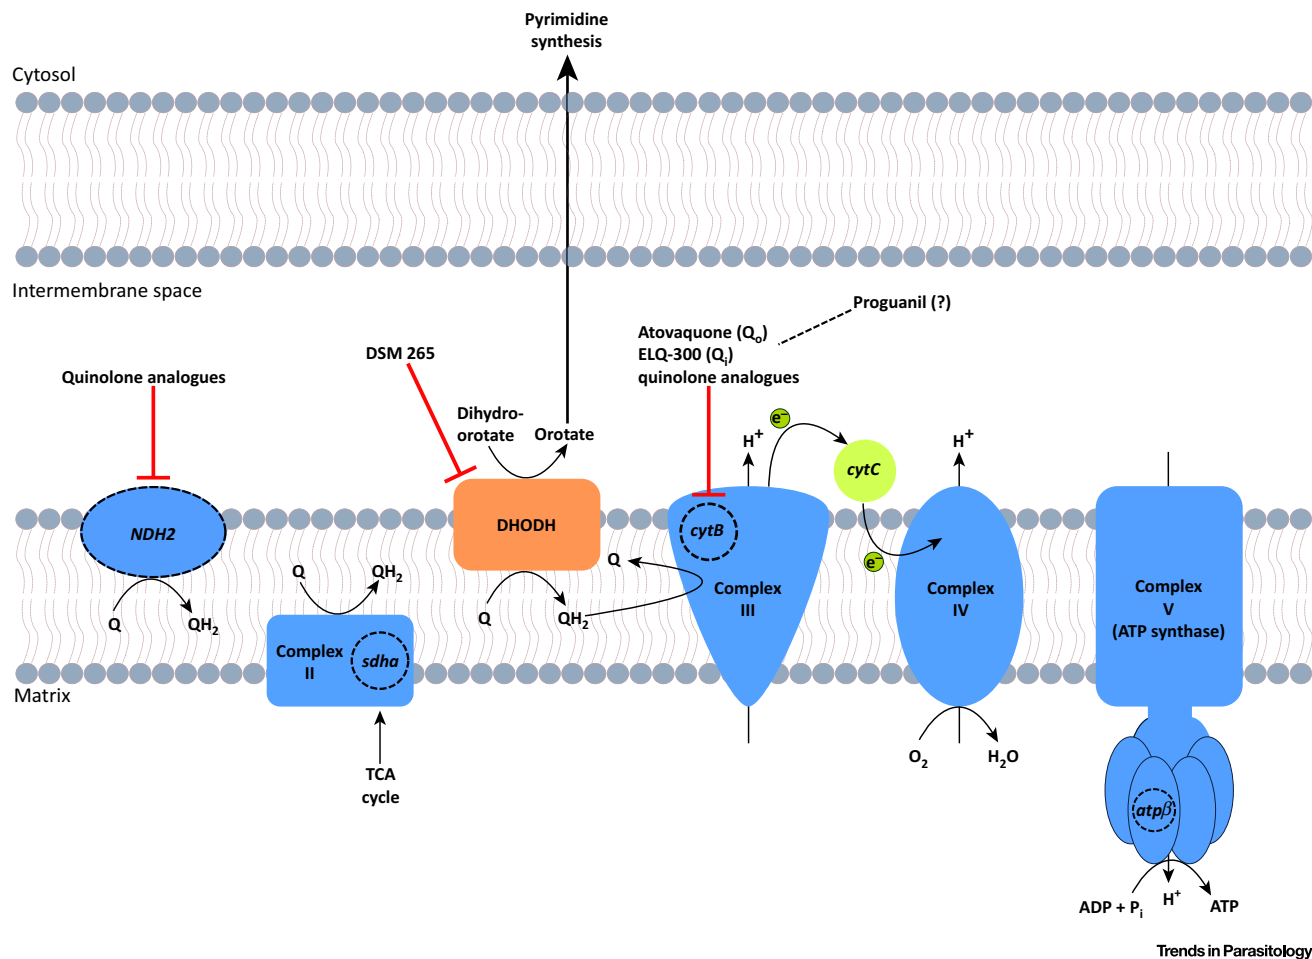 Pyrimidine
synthesis
Cytosol
Intermembrane space
Proguanil (?)
Atovaquone (Qₒ)
ELQ-300 (Qᵢ)
quinolone analogues
DSM 265
Quinolone analogues
Dihydro-
orotate
Orotate
e⁻
H⁺
H⁺
cytC
NDH2
DHODH
cytB
e⁻
Q
Q
QH₂
Complex
III
Complex
IV
Complex
V
(ATP synthase)
Q
QH₂
Q
QH₂
Complex
II
sdha
Matrix
O₂
H₂O
TCA
cycle
atpβ
ADP + Pᵢ
H⁺
ATP
Trends in Parasitology